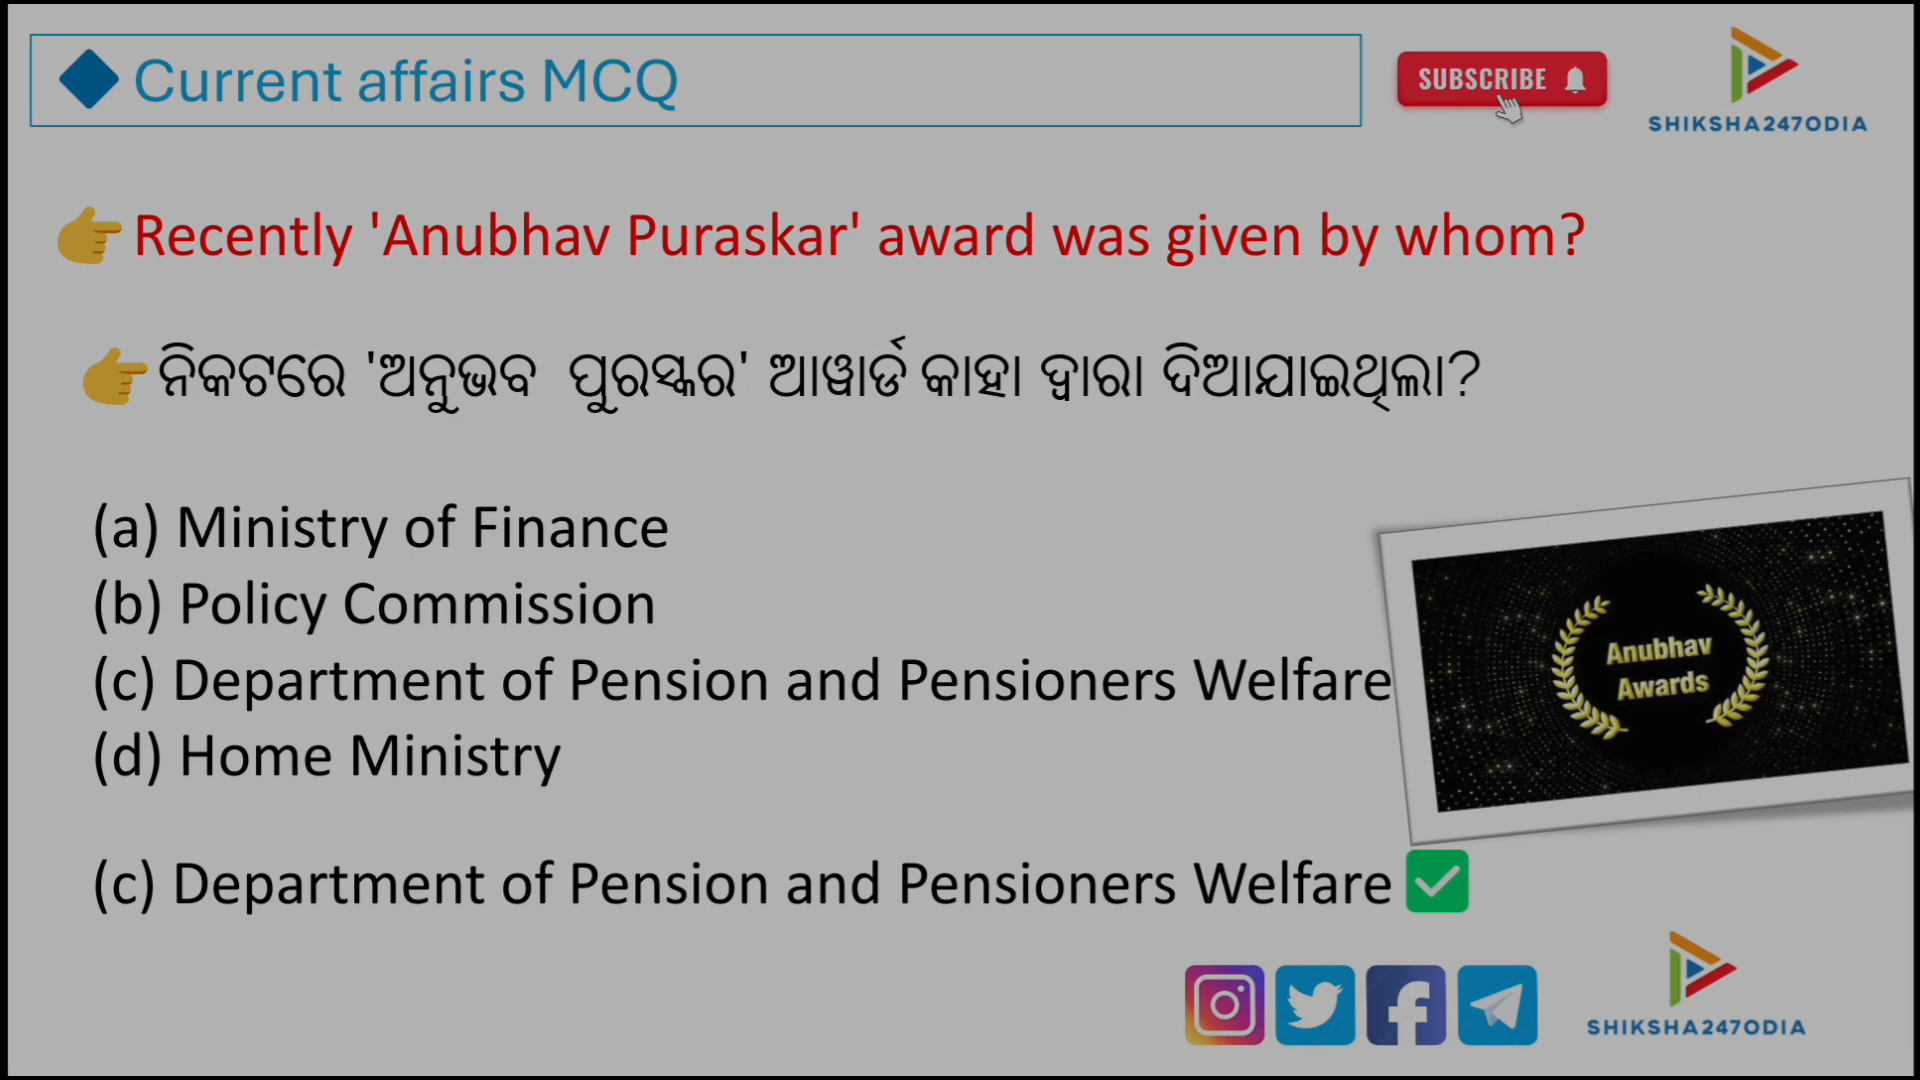 Current affairs MCQ
SUBSCRIBE
SHIKSHA247ODIA
Recently 'Anubhav Puraskar' award was given by whom?
ନିକଟରେ 'ଅନୁଭବ ପୁରସ୍କର' ଆୱାର୍ଡ କାହା ଦ୍ୱାରା ଦିଆଯାଇଥିଲା?
(a) Ministry of Finance
(b) Policy Commission
(c) Department of Pension and Pensioners Welfare
(d) Home Ministry
Anubhav
Awards
(c) Department of Pension and Pensioners Welfare
SHIKSHA247ODIA